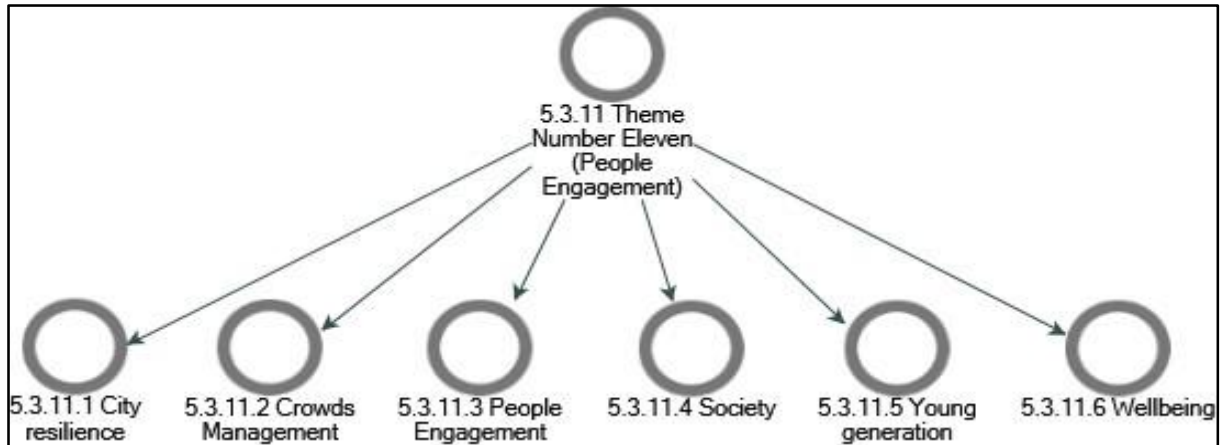 5.3.11 Theme
Number Eleven
(People
Engagement)
5.3.11.1 City
resilience
5.3.11.2 Crowds
Management
5.3.11.3 People
Engagement
5.3.11.4 Society
5.3.11.5 Young
generation
5.3.11.6 Wellbeing